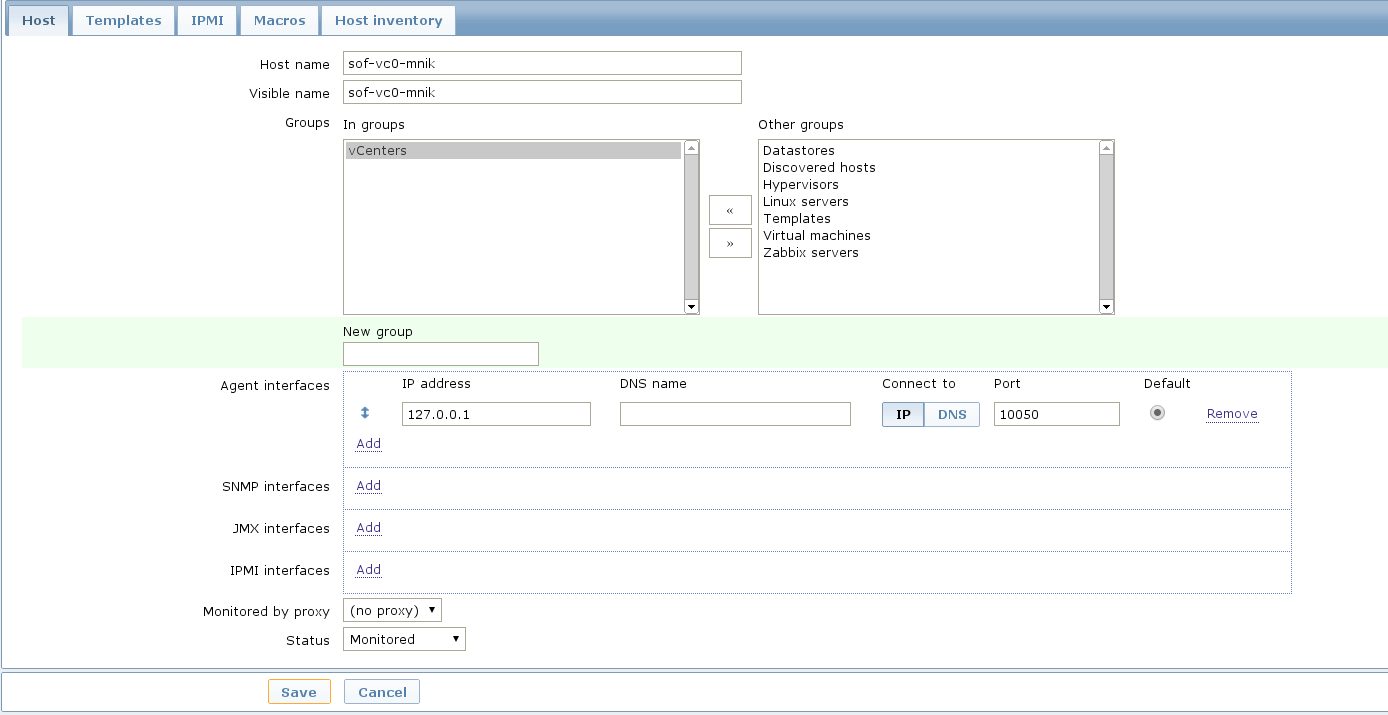 Host Templates IPMI Macros Host inventory
Host name sof-vc0-mnik
Visible name sof-vc0-mnik
Groups In groups Other groups
vCenters Datastores
Discovered hosts
Hypervisors
Linux servers
«
Templates
Virtual machines
»
Zabbix servers
New group
Agent interfaces IP address DNS name Connect to Port Default
127.0.0.1 IP DNS 10050 Remove
Add
SNMP interfaces Add
JMX interfaces Add
IPMI interfaces Add
Monitored by proxy (no proxy)
Status Monitored
Save Cancel